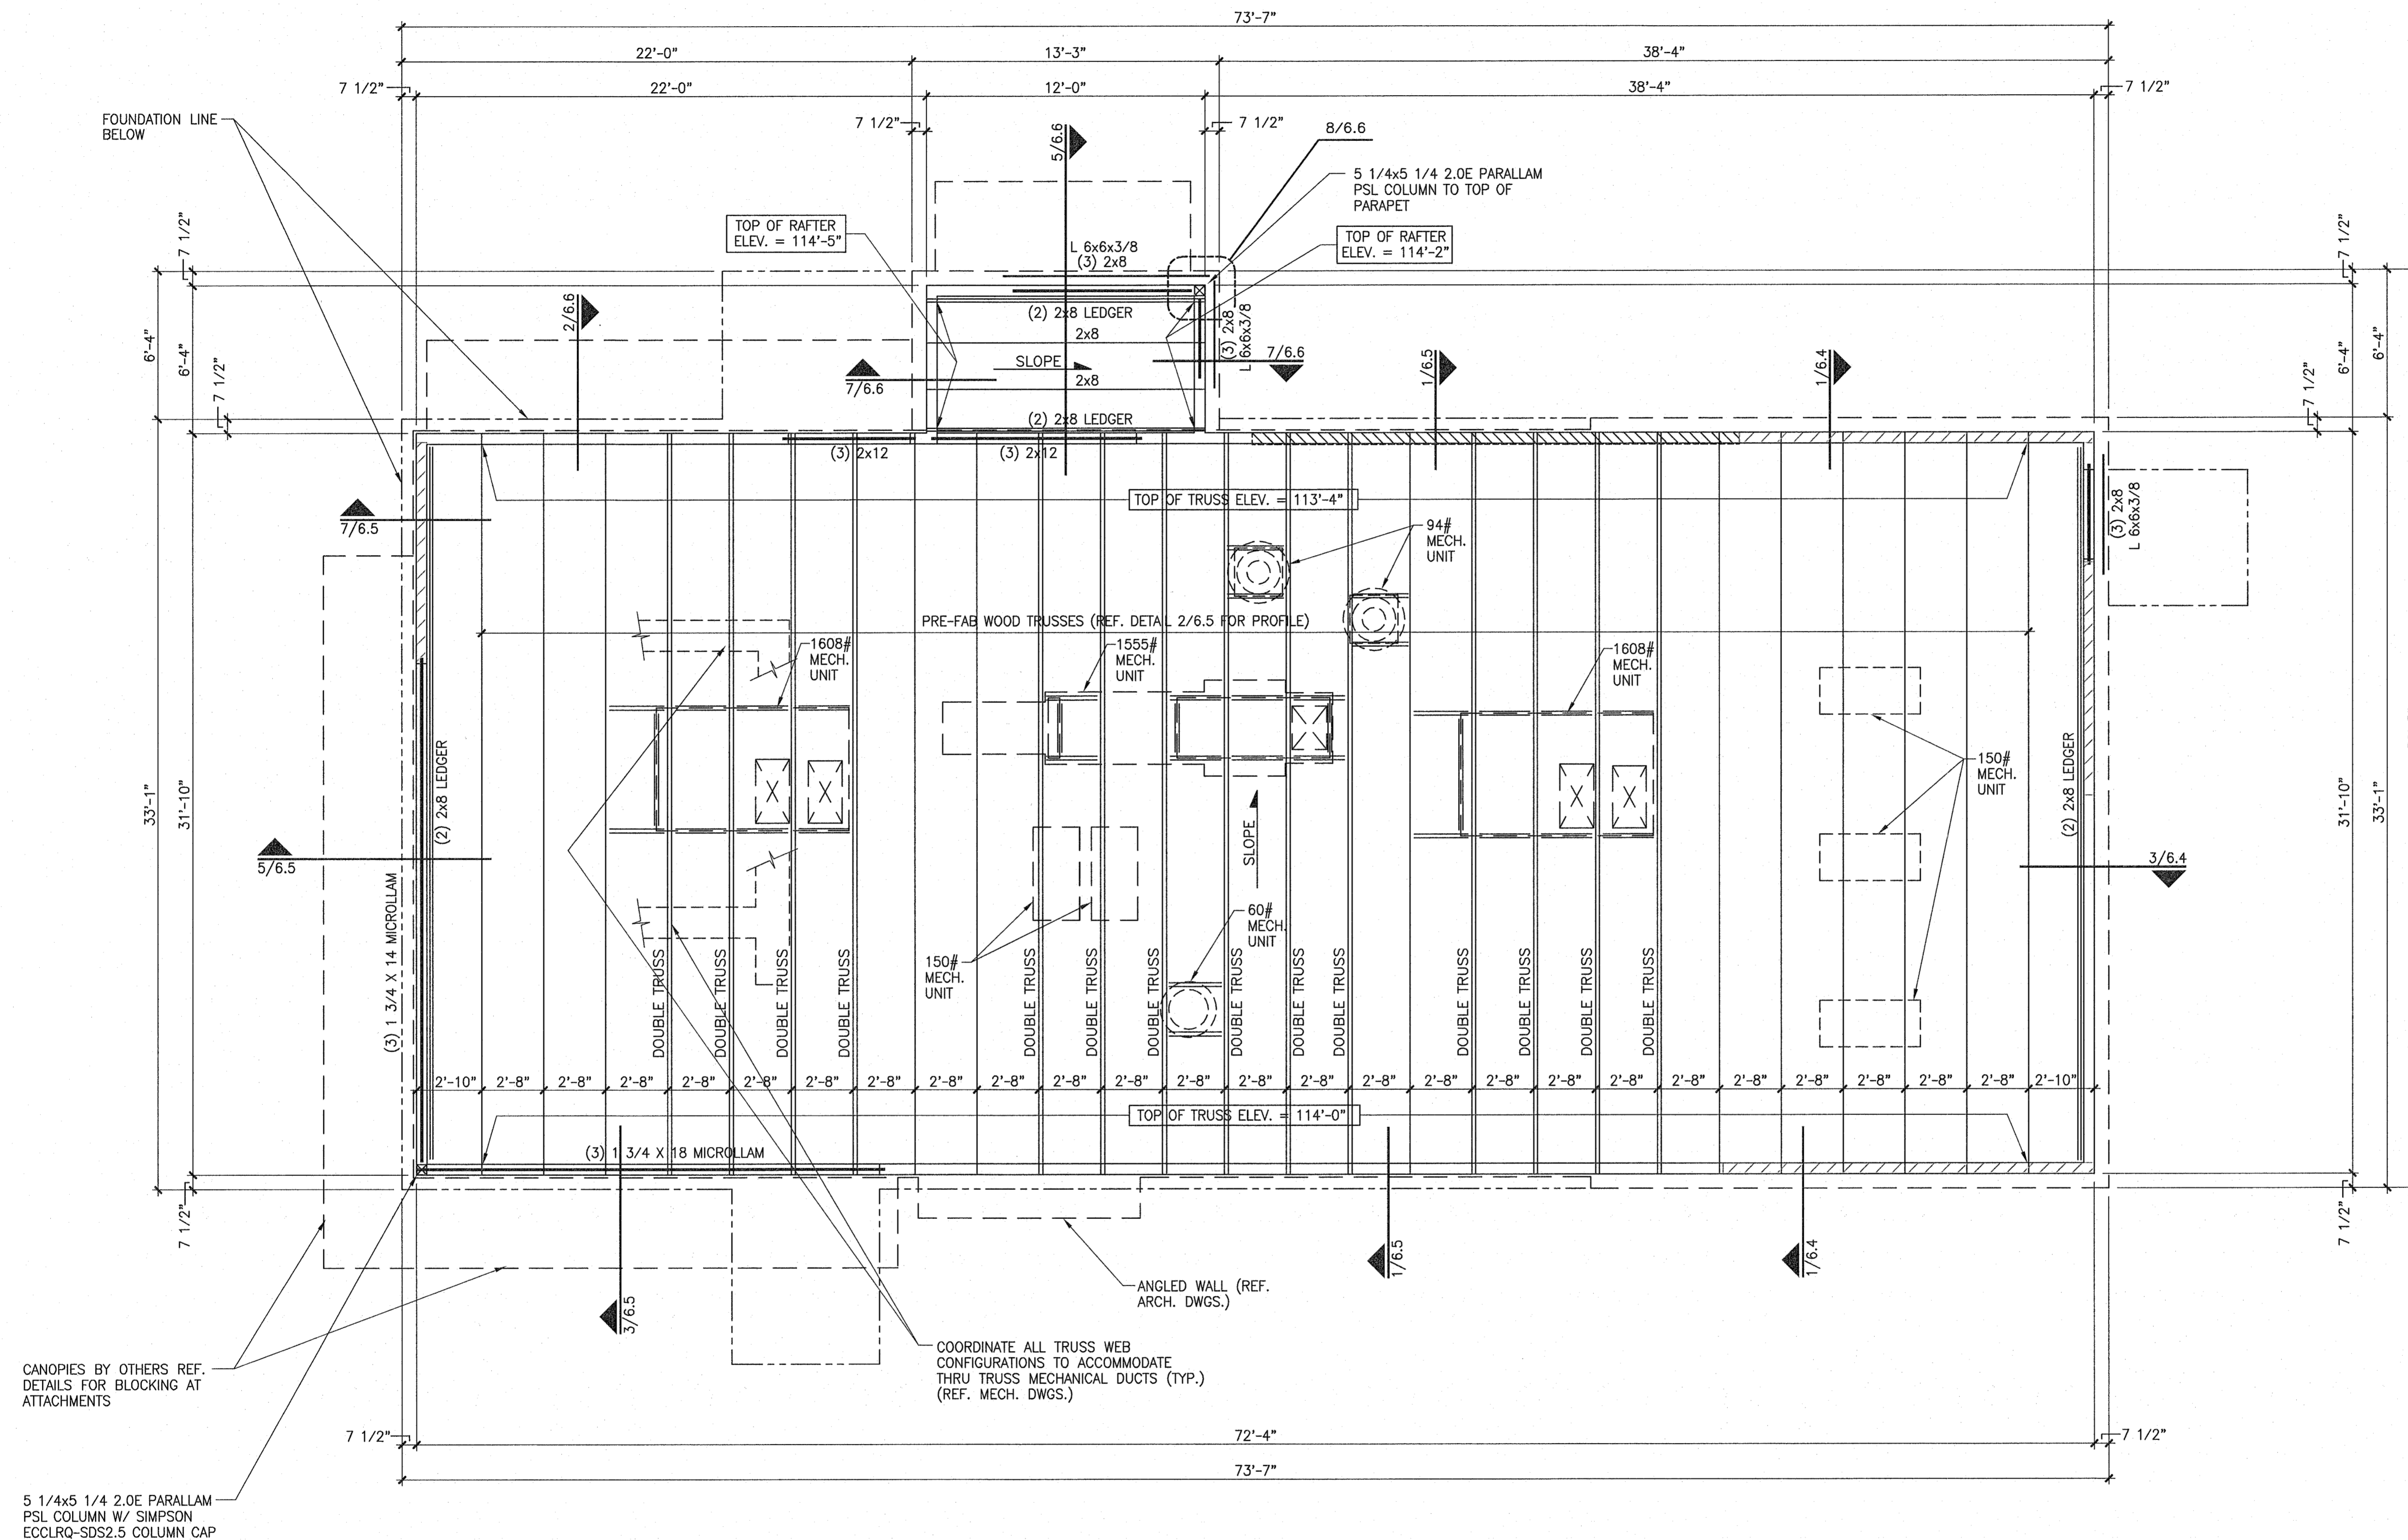 73'-7"
22'-0"
13'-3"
38'-4"
7 1/2"
22'-0"
12'-0"
38'-4"
7 1/2"
FOUNDATION LINE
BELOW
7 1/2"
5/6.6
7 1/2"
8/6.6
5 1/4x5 1/4 2.0E PARALLAM
PSL COLUMN TO TOP OF
PARAPET
TOP OF RAFTER
ELEV. = 114'-5"
TOP OF RAFTER
ELEV. = 114'-2"
L 6x6x3/8
(3) 2x8
7 1/2"
7 1/2"
6'-4"
6'-4"
7 1/2"
2/6.6
(2) 2x8 LEDGER
2x8
SLOPE
2x8
(2) 2x8 LEDGER
(3) 2x8
L 6x6x3/8
7/6.6
7/6.6
1/6.5
1/6.4
6'-4"
6'-4"
7 1/2"
(3) 2x12
(3) 2x12
TOP OF TRUSS ELEV. = 113'-4"
7/6.5
94#
MECH.
UNIT
(3) 2x8
L 6x6x3/8
PRE-FAB WOOD TRUSSES (REF. DETAIL 2/6.5 FOR PROFILE)
1608#
MECH.
UNIT
1555#
MECH.
UNIT
1608#
MECH.
UNIT
150#
MECH.
UNIT
(2) 2x8 LEDGER
(2) 2x8 LEDGER
33'-1"
31'-10"
31'-10"
33'-1"
SLOPE
5/6.5
3/6.4
(3) 1 3/4 X 14 MICROLLAM
60#
MECH.
UNIT
150#
MECH.
UNIT
DOUBLE TRUSS
DOUBLE TRUSS
DOUBLE TRUSS
DOUBLE TRUSS
DOUBLE TRUSS
DOUBLE TRUSS
DOUBLE TRUSS
DOUBLE TRUSS
DOUBLE TRUSS
DOUBLE TRUSS
DOUBLE TRUSS
DOUBLE TRUSS
DOUBLE TRUSS
DOUBLE TRUSS
2'-10" 2'-8" 2'-8" 2'-8" 2'-8" 2'-8" 2'-8" 2'-8" 2'-8" 2'-8" 2'-8" 2'-8" 2'-8" 2'-8" 2'-8" 2'-8" 2'-8" 2'-8" 2'-8" 2'-8" 2'-8" 2'-8" 2'-8" 2'-8" 2'-8" 2'-8" 2'-10"
TOP OF TRUSS ELEV. = 114'-0"
(3) 1 3/4 X 18 MICROLLAM
7 1/2"
7 1/2"
3/6.5
1/6.5
1/6.4
ANGLED WALL (REF.
ARCH. DWGS.)
COORDINATE ALL TRUSS WEB
CONFIGURATIONS TO ACCOMMODATE
THRU TRUSS MECHANICAL DUCTS (TYP.)
(REF. MECH. DWGS.)
CANOPIES BY OTHERS REF.
DETAILS FOR BLOCKING AT
ATTACHMENTS
7 1/2"
72'-4"
7 1/2"
73'-7"
5 1/4x5 1/4 2.0E PARALLAM
PSL COLUMN W/ SIMPSON
ECCLRQ-SDS2.5 COLUMN CAP